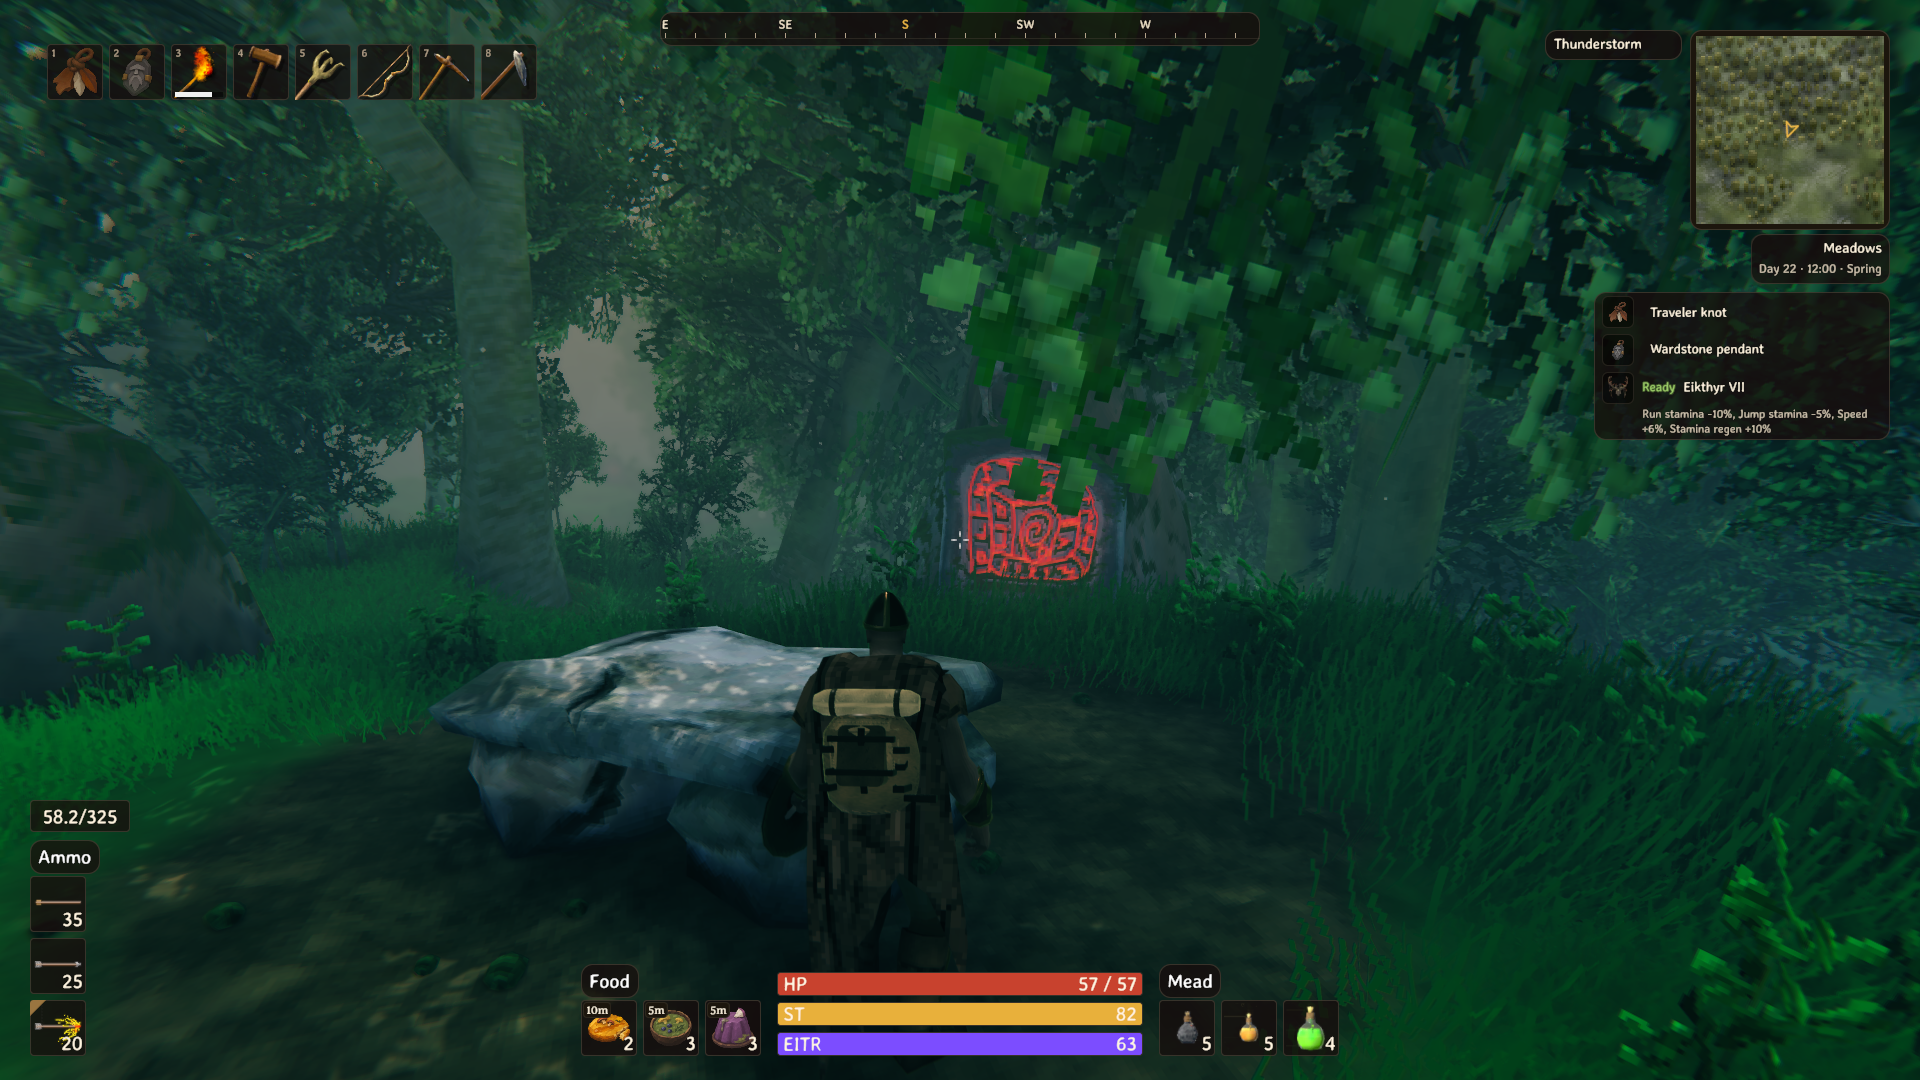 E SE S SW W
1 2 3 4 5 6 7 8
Thunderstorm
Meadows
Day 22 · 12:00 · Spring
Traveler knot
Wardstone pendant
Ready Eikthyr VII
Run stamina -10%, Jump stamina -5%, Speed
+6%, Stamina regen +10%
58.2/325
Ammo
35
25
20
Food
10m 2
5m 3
5m 3
HP 57 / 57
ST 82
EITR 63
Mead
5
5
4